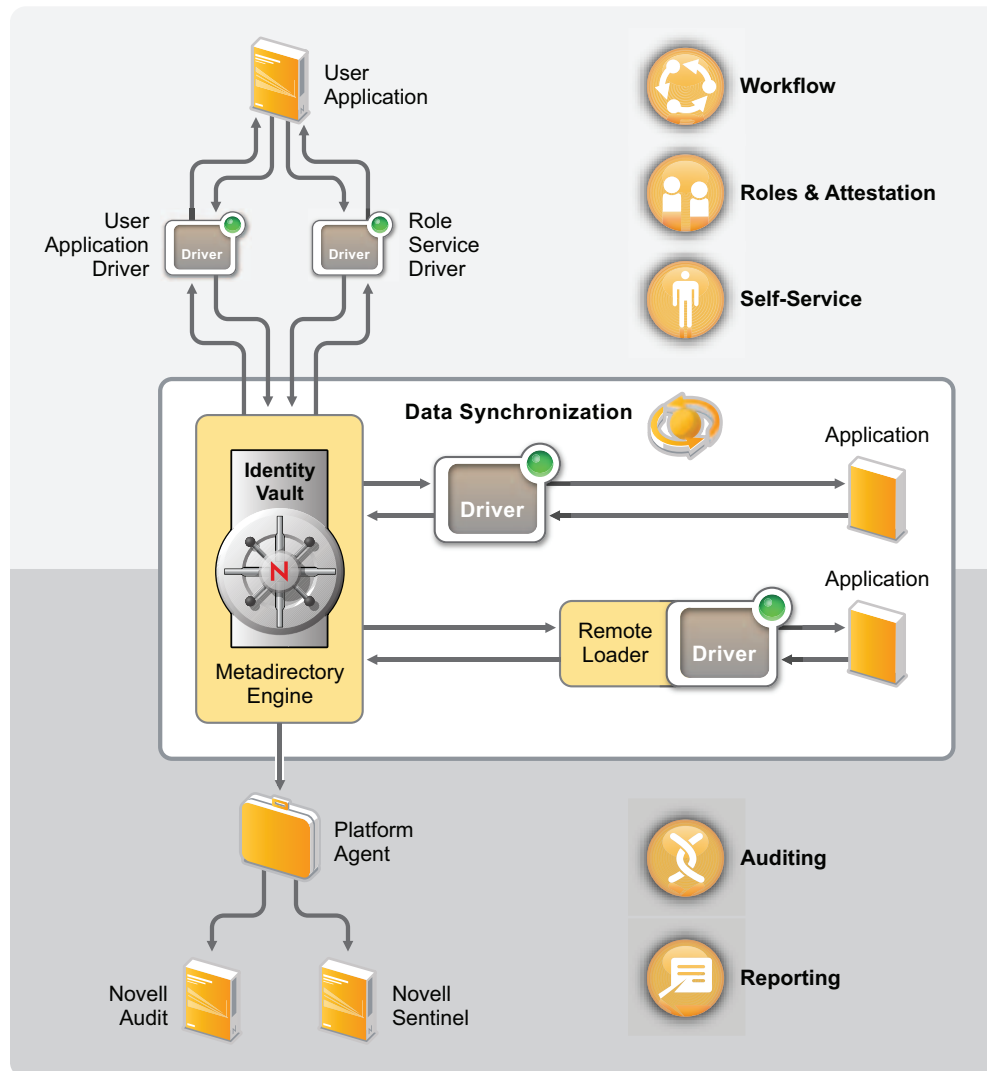 User
Application
Workflow
Roles & Attestation
Self-Service
User
Application
Driver
Driver
Driver
Role
Service
Driver
Data Synchronization
Application
Identity
Vault
Driver
N
Metadirectory
Engine
Application
Remote
Loader
Driver
Platform
Agent
Auditing
Reporting
Novell
Audit
Novell
Sentinel